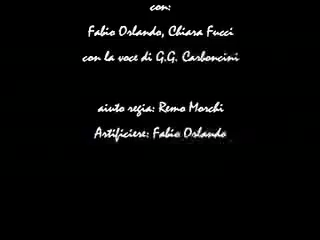 con:
Fabio Orlando, Chiara Fucci
con la voce di G.G. Carboncini
aiuto regia: Remo Morchi
Artificiere: Fabio Orlando